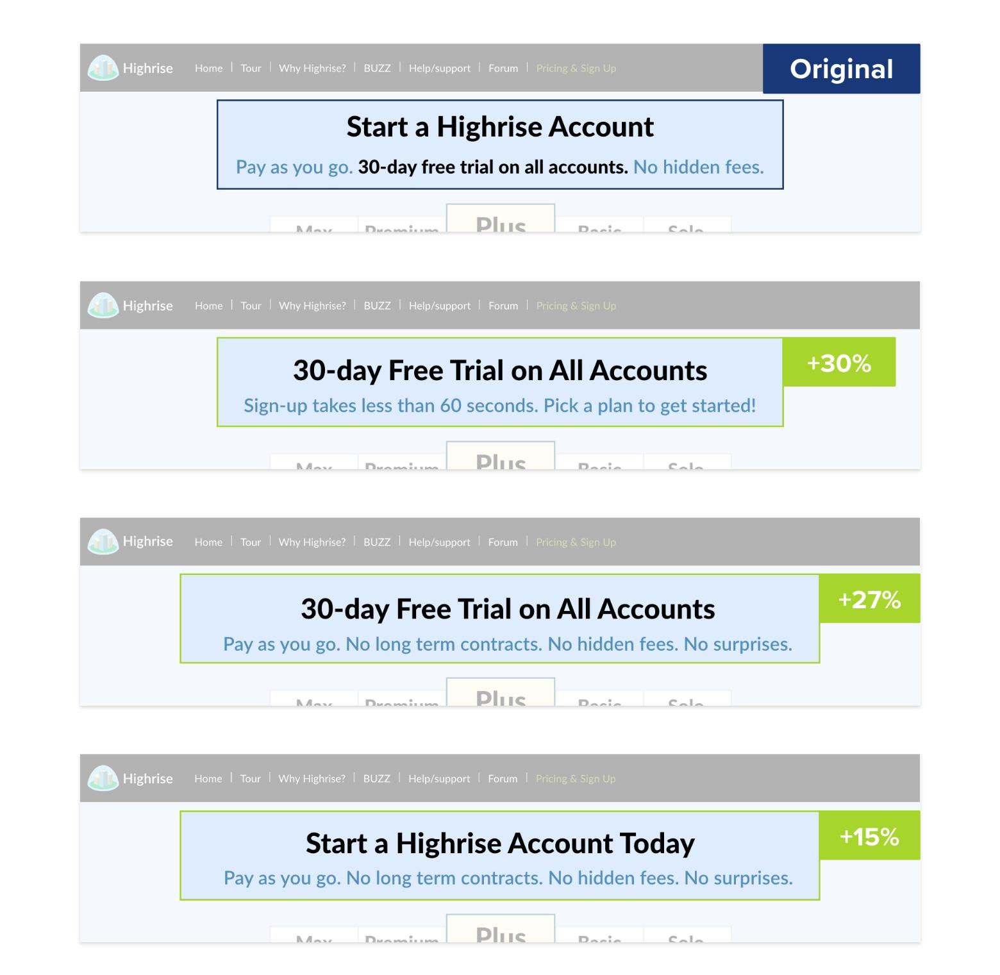 Highrise Home Tour Why Highrise? BUZZ Help/support Forum Pricing & Sign Up Original
Start a Highrise Account
Pay as you go. 30-day free trial on all accounts. No hidden fees.
Max Premium Plus Basic Solo
Highrise Home Tour Why Highrise? BUZZ Help/support Forum Pricing & Sign Up
30-day Free Trial on All Accounts +30%
Sign-up takes less than 60 seconds. Pick a plan to get started!
Max Premium Plus Basic Solo
Highrise Home Tour Why Highrise? BUZZ Help/support Forum Pricing & Sign Up
30-day Free Trial on All Accounts +27%
Pay as you go. No long term contracts. No hidden fees. No surprises.
Max Premium Plus Basic Solo
Highrise Home Tour Why Highrise? BUZZ Help/support Forum Pricing & Sign Up
Start a Highrise Account Today +15%
Pay as you go. No long term contracts. No hidden fees. No surprises.
Max Premium Plus Basic Solo